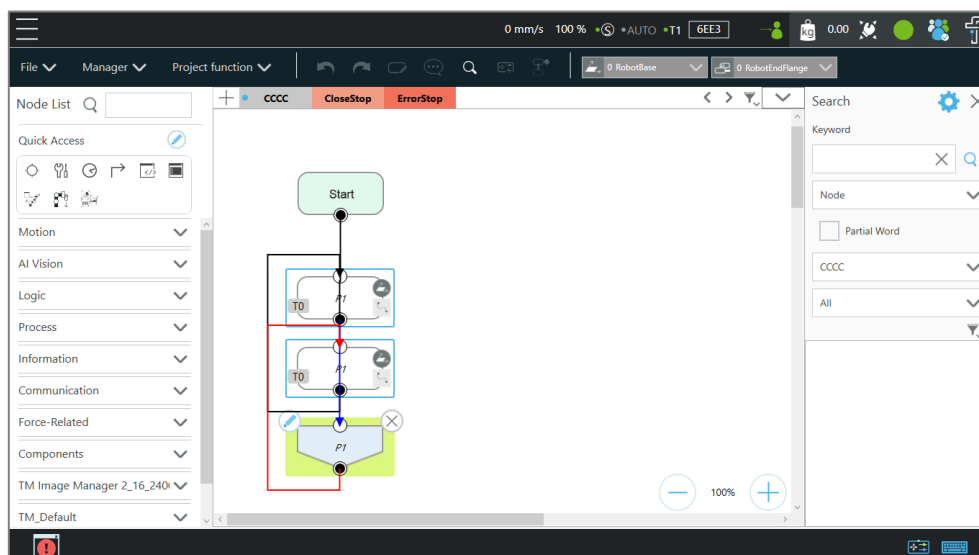 0 mm/s 100 % S AUTO T1 6EE3 kg 0.00
File Manager Project function 0 RobotBase 0 RobotEndFlange
Node List
CCCC CloseStop ErrorStop
Search
Keyword
Quick Access
Node
Start
Partial Word
Motion
AI Vision
CCCC
Logic
P1
T0
All
Process
Information
P1
T0
Communication
Force-Related
P1
Components
TM Image Manager 2_16_240
100%
TM_Default